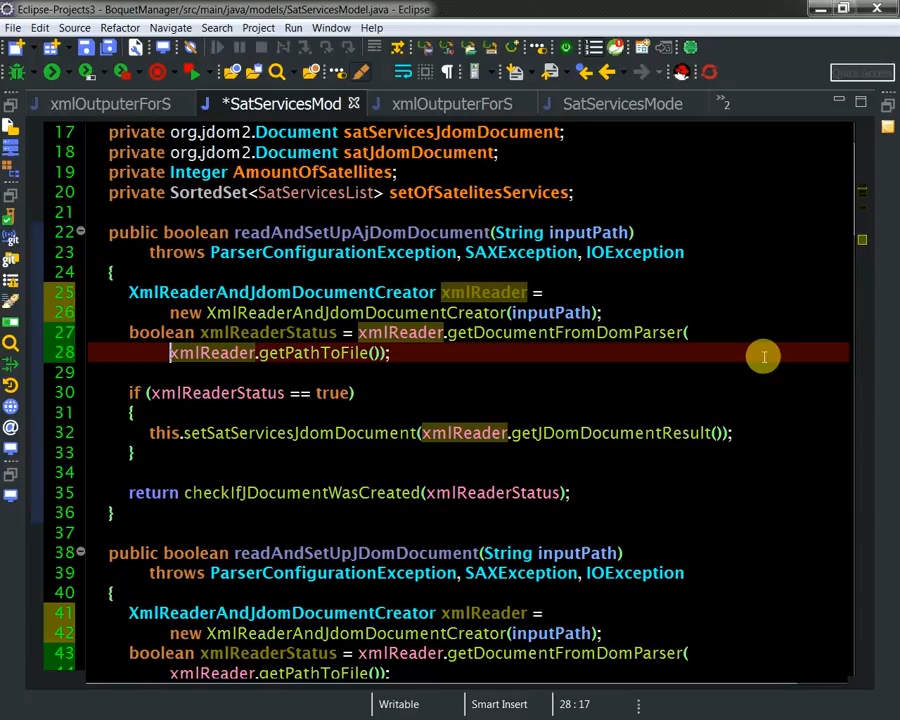 Eclipse-Projects3 - BoquetManager/src/main/java/models/SatServicesModel.java - Eclipse
File Edit Source Refactor Navigate Search Project Run Window Help
xmlOutputerForS *SatServicesMod xmlOutputerForS SatServicesMode »2
17 private org.jdom2.Document satServicesJdomDocument;
18 private org.jdom2.Document satJdomDocument;
19 private Integer AmountOfSatellites;
20 private SortedSet<SatServicesList> setOfSatelitesServices;
21
22 public boolean readAndSetUpAjDomDocument(String inputPath)
23 throws ParserConfigurationException, SAXException, IOException
24 {
25 XmlReaderAndJdomDocumentCreator xmlReader =
26 new XmlReaderAndJdomDocumentCreator(inputPath);
27 boolean xmlReaderStatus = xmlReader.getDocumentFromDomParser(
28 xmlReader.getPathToFile());
29
30 if (xmlReaderStatus == true)
31 {
32 this.setSatServicesJdomDocument(xmlReader.getJDomDocumentResult());
33 }
34
35 return checkIfJDocumentWasCreated(xmlReaderStatus);
36 }
37
38 public boolean readAndSetUpJDomDocument(String inputPath)
39 throws ParserConfigurationException, SAXException, IOException
40 {
41 XmlReaderAndJdomDocumentCreator xmlReader =
42 new XmlReaderAndJdomDocumentCreator(inputPath);
43 boolean xmlReaderStatus = xmlReader.getDocumentFromDomParser(
44 xmlReader.getPathToFile());
Writable Smart Insert 28 : 17